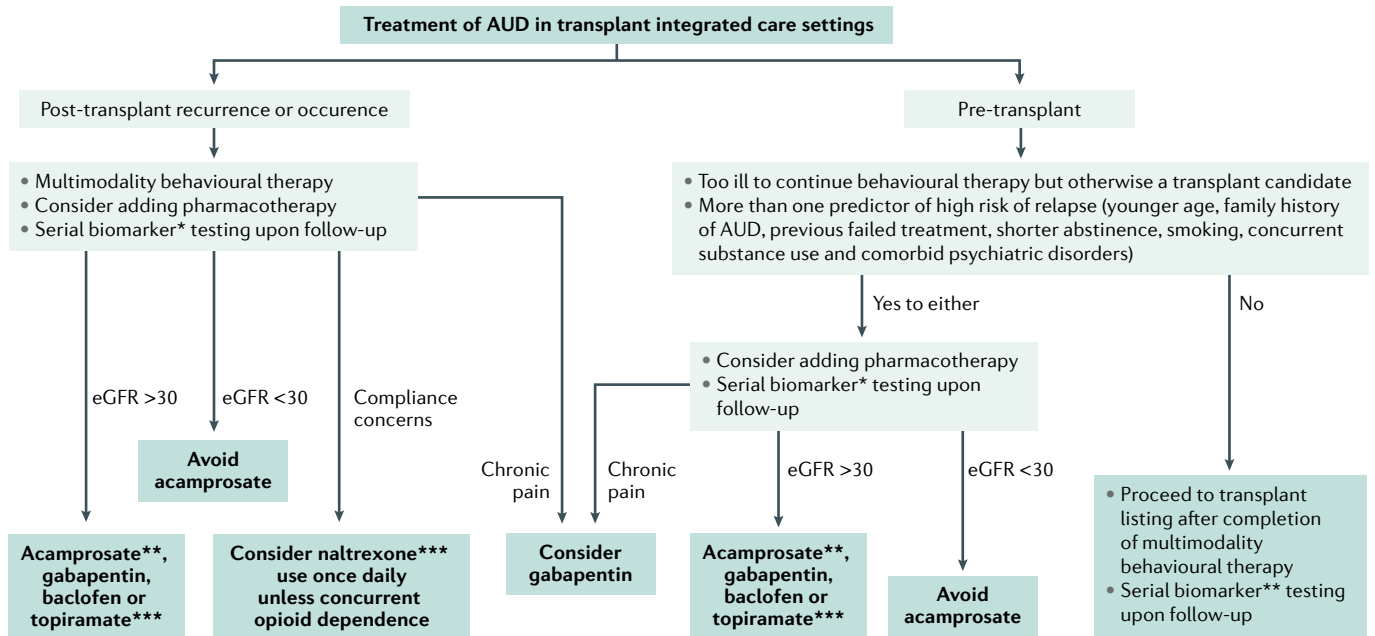 Treatment of AUD in transplant integrated care settings
Post-transplant recurrence or occurence
Pre-transplant
• Multimodality behavioural therapy
• Consider adding pharmacotherapy
• Serial biomarker* testing upon follow-up
• Too ill to continue behavioural therapy but otherwise a transplant candidate
• More than one predictor of high risk of relapse (younger age, family history
of AUD, previous failed treatment, shorter abstinence, smoking, concurrent
substance use and comorbid psychiatric disorders)
Yes to either
No
• Consider adding pharmacotherapy
• Serial biomarker* testing upon
follow-up
eGFR >30
eGFR <30
Compliance
concerns
Avoid
acamprosate
Chronic
pain
Chronic
pain
eGFR >30
eGFR <30
Acamprosate**,
gabapentin,
baclofen or
topiramate***
Consider naltrexone***
use once daily
unless concurrent
opioid dependence
Consider
gabapentin
Acamprosate**,
gabapentin,
baclofen or
topiramate***
Avoid
acamprosate
• Proceed to transplant
listing after completion
of multimodality
behavioural therapy
• Serial biomarker** testing
upon follow-up